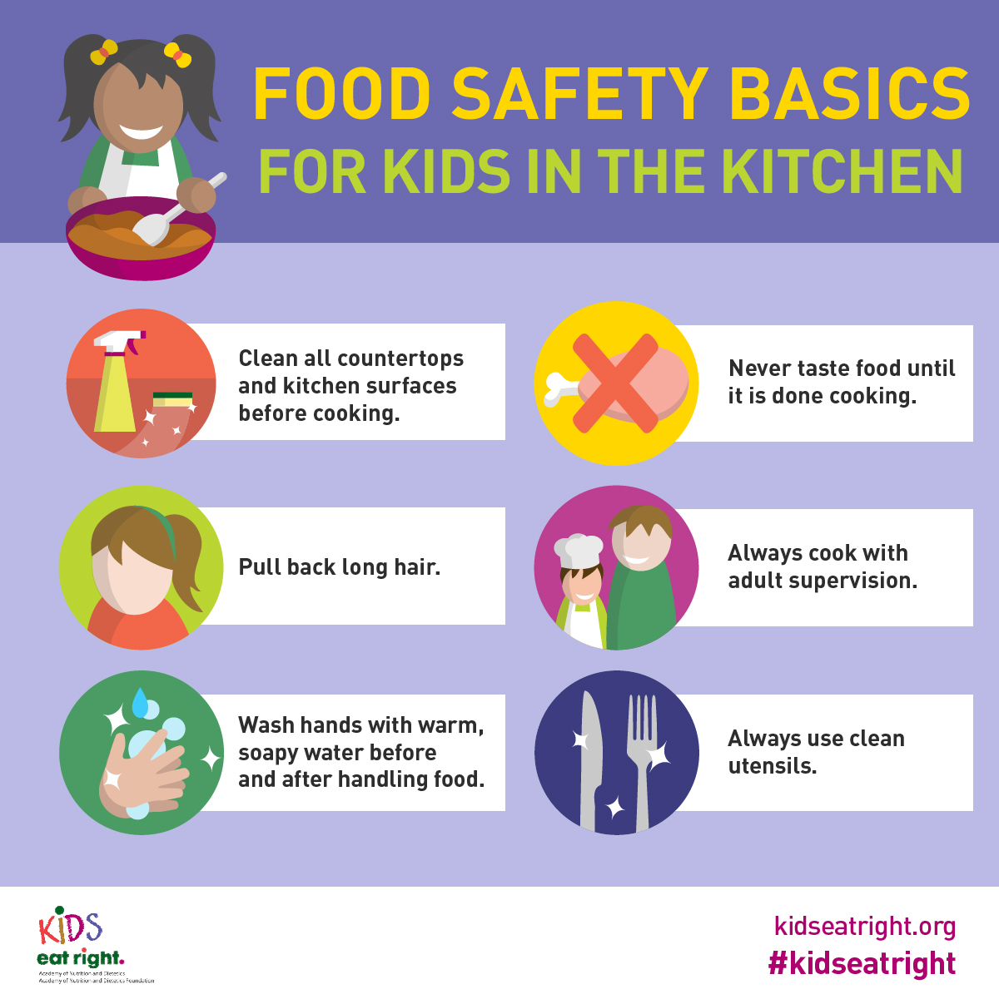 FOOD SAFETY BASICS
FOR KIDS IN THE KITCHEN
Clean all countertops
and kitchen surfaces
before cooking.
Never taste food until
it is done cooking.
Pull back long hair.
Always cook with
adult supervision.
Wash hands with warm,
soapy water before
and after handling food.
Always use clean
utensils.
KiDS
eat right.
Academy of Nutrition and Dietetics
Academy of Nutrition and Dietetics Foundation
kidseatright.org
#kidseatright